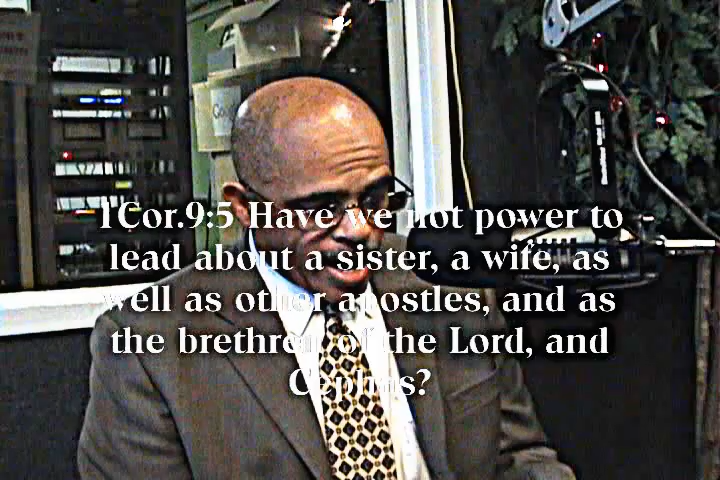 1Cor.9:5 Have we not power to
lead about a sister, a wife, as
well as other apostles, and as
the brethren of the Lord, and
Cephas?